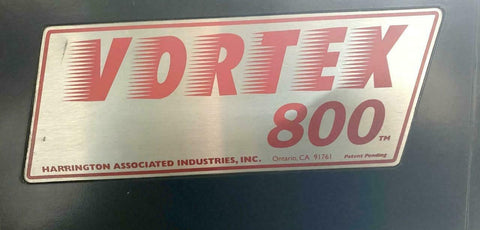 VORTEX
800™
HARRINGTON ASSOCIATED INDUSTRIES, INC. Ontario, CA 91761 Patent Pending